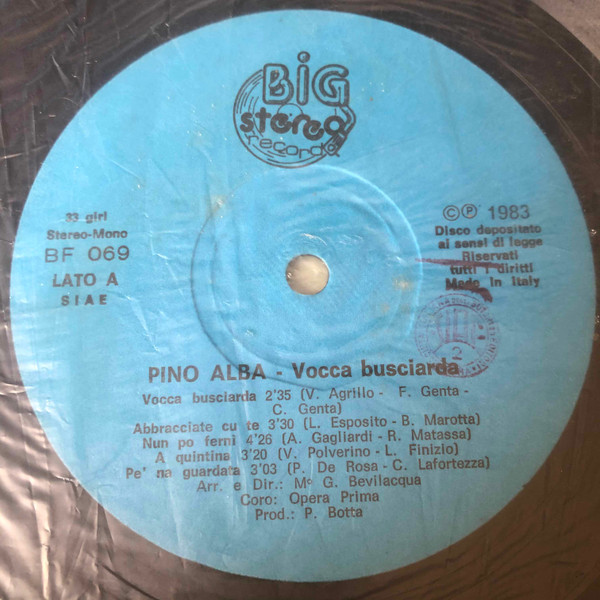 BiG
stereo
records
33 giri
Stereo-Mono
BF 069
LATO A
SIAE
©℗ 1983
Disco depositato
ai sensi di legge
Riservati
tutti i diritti
Made in Italy
2
PINO ALBA - Vocca busciarda
Vocca busciarda 2'35 (V. Agrillo - F. Genta -
C. Genta)
Abbracciate cu te 3'30 (L. Esposito - B. Marotta)
Nun po fernì 4'26 (A. Gagliardi - R. Matassa)
A quintina 3'20 (V. Polverino - L. Finizio)
Pe' na guardata 3'03 (P. De Rosa - C. Lafortezza)
Arr. e Dir.: M° G. Bevilacqua
Coro: Opera Prima
Prod.: P. Botta